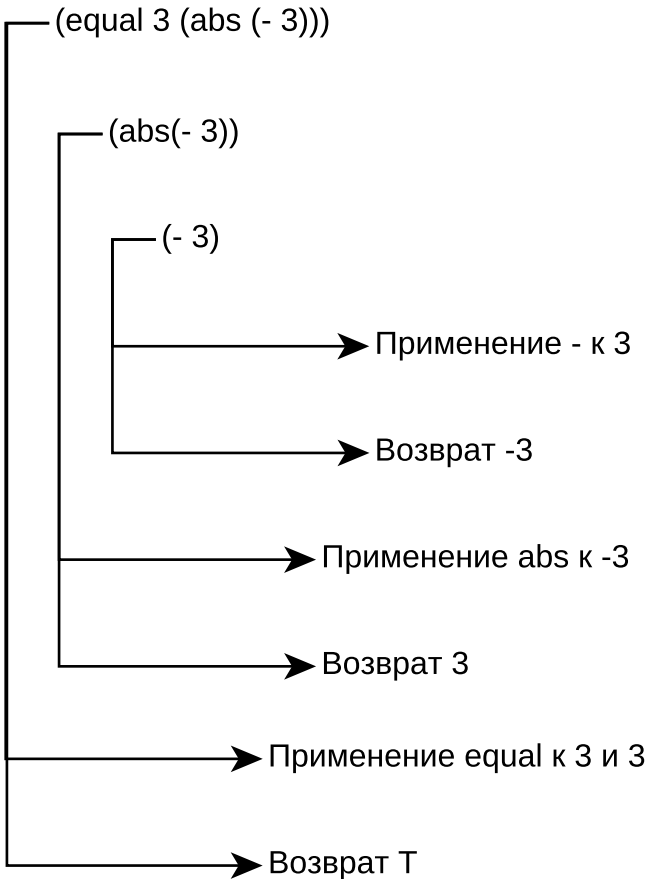 (equal 3 (abs (- 3)))
(abs(- 3))
(- 3)
Применение - к 3
Возврат -3
Применение abs к -3
Возврат 3
Применение equal к 3 и 3
Возврат T